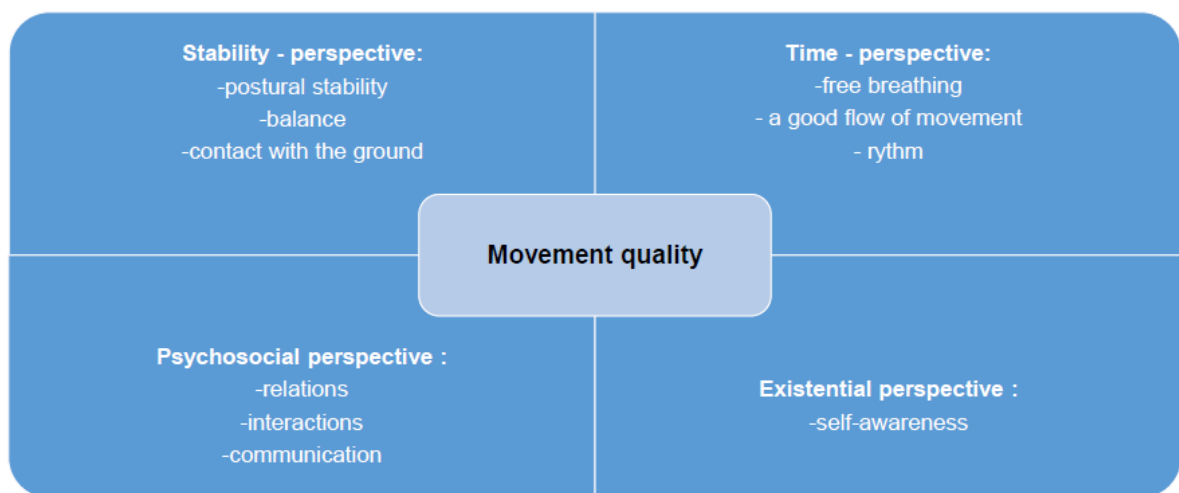 Stability - perspective:
-postural stability
-balance
-contact with the ground
Time - perspective:
-free breathing
- a good flow of movement
- rythm
Movement quality
Psychosocial perspective :
-relations
-interactions
-communication
Existential perspective :
-self-awareness